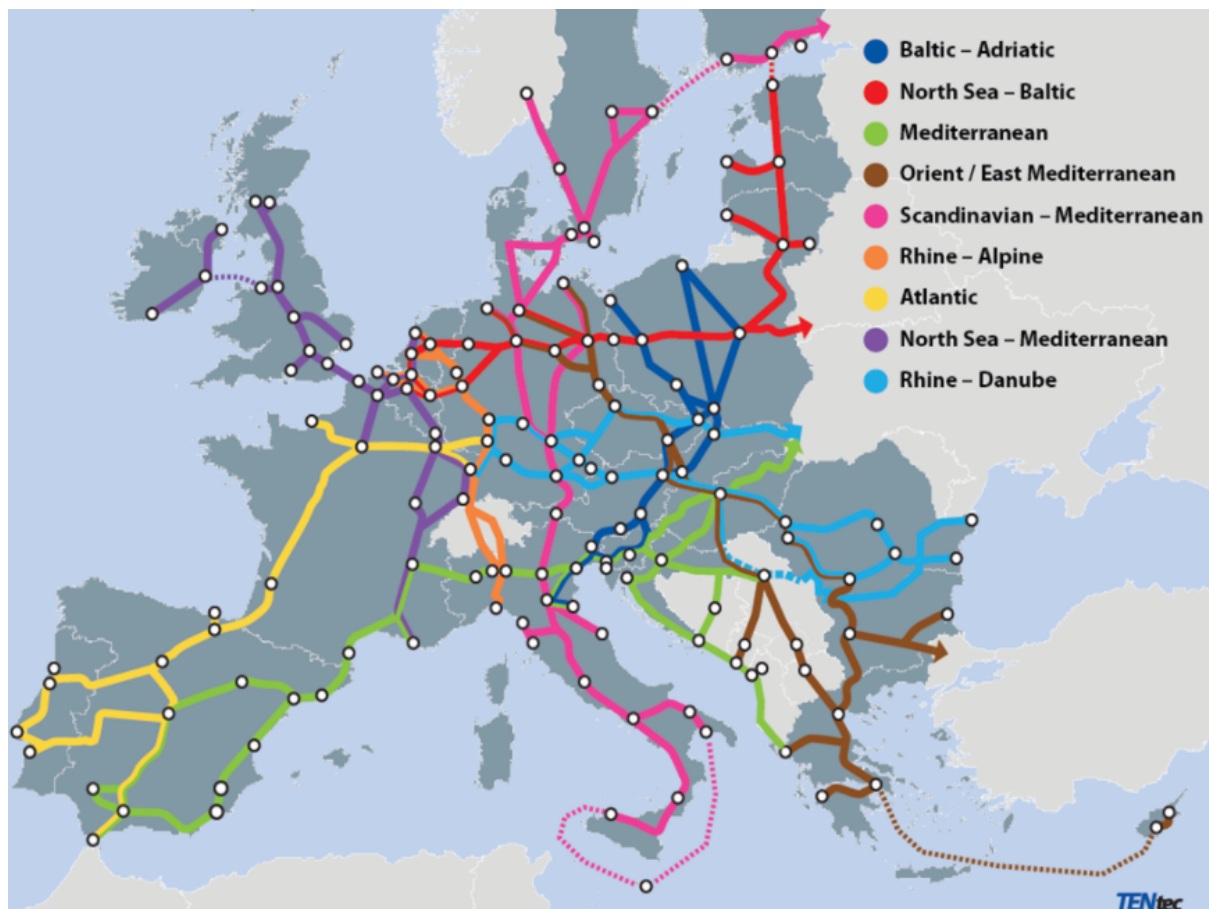 Baltic – Adriatic
North Sea – Baltic
Mediterranean
Orient / East Mediterranean
Scandinavian – Mediterranean
Rhine – Alpine
Atlantic
North Sea – Mediterranean
Rhine – Danube
TENtec